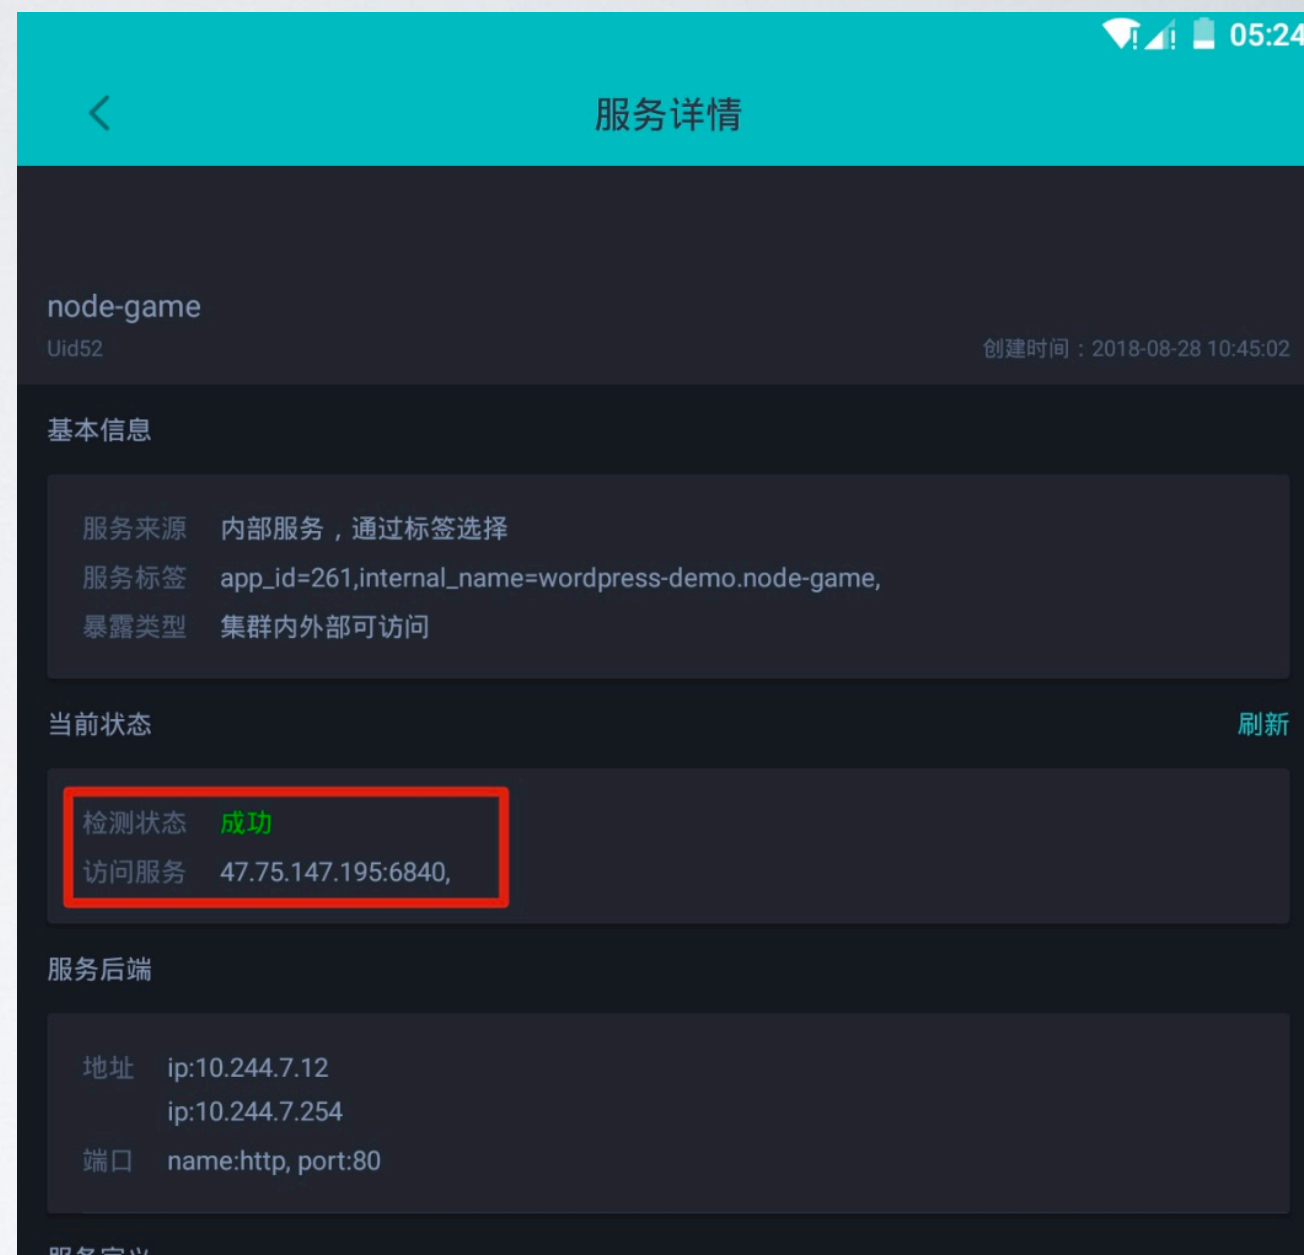 05:24
服务详情
node-game
Uid52
创建时间：2018-08-28 10:45:02
基本信息
服务来源 内部服务，通过标签选择
服务标签 app_id=261,internal_name=wordpress-demo.node-game,
暴露类型 集群内外部可访问
当前状态
刷新
检测状态 成功
访问服务 47.75.147.195:6840,
服务后端
地址 ip:10.244.7.12
ip:10.244.7.254
端口 name:http, port:80
服务定义